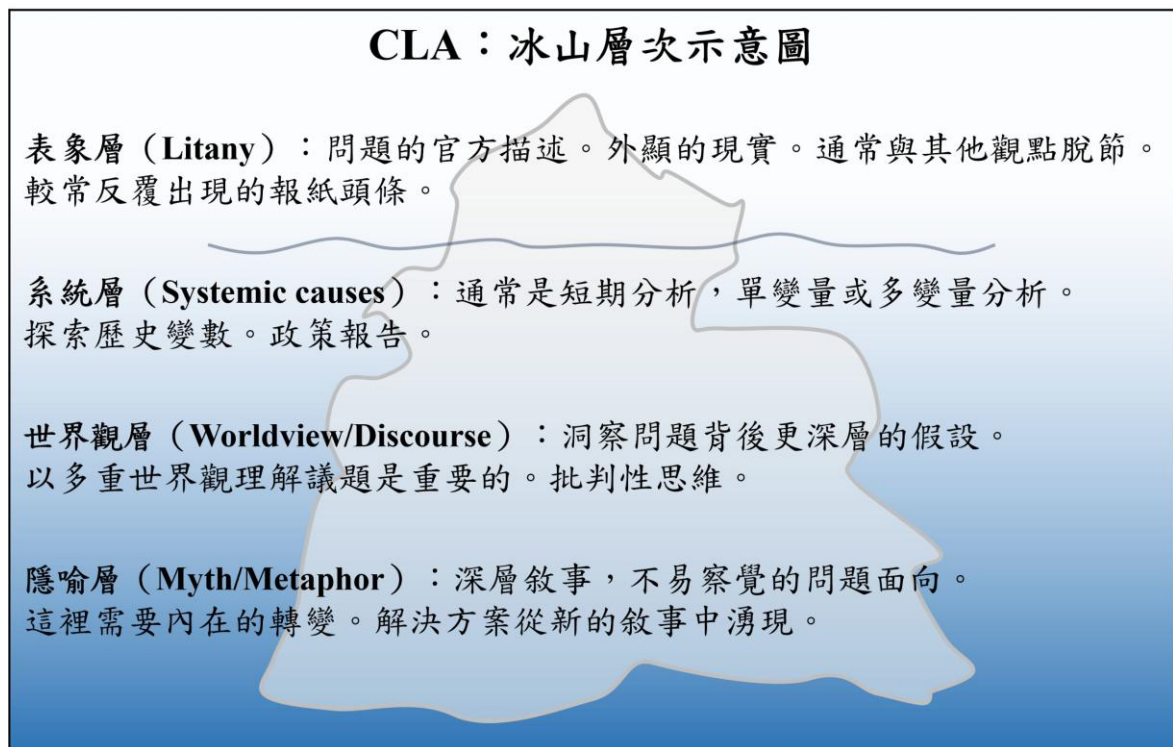 CLA：冰山層次示意圖
表象層（Litany）：問題的官方描述。外顯的現實。通常與其他觀點脫節。
較常反覆出現的報紙頭條。
系統層（Systemic causes）：通常是短期分析，單變量或多變量分析。
探索歷史變數。政策報告。
世界觀層（Worldview/Discourse）：洞察問題背後更深層的假設。
以多重世界觀理解議題是重要的。批判性思維。
隱喻層（Myth/Metaphor）：深層敘事，不易察覺的問題面向。
這裡需要內在的轉變。解決方案從新的敘事中湧現。